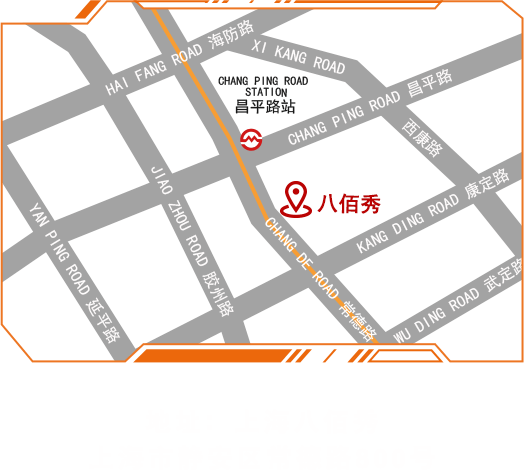 HAI FANG ROAD 海防路
XI KANG ROAD
西康路
CHANG PING ROAD
STATION
昌平路站
CHANG PING ROAD 昌平路
JIAO ZHOU ROAD 胶州路
八佰秀
KANG DING ROAD 康定路
YAN PING ROAD 延平路
CHANG DE ROAD 常德路
WU DING ROAD 武定路